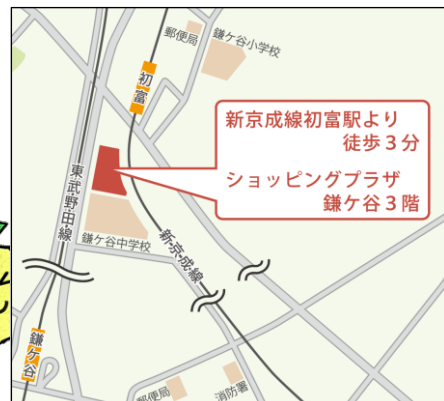 郵便局
鎌ケ谷小学校
初富
新京成線初富駅より
徒歩3分
ショッピングプラザ
鎌ケ谷3階
東武・野田・線
鎌ケ谷中学校
新・京成線
鎌ケ谷
郵便局
消防署